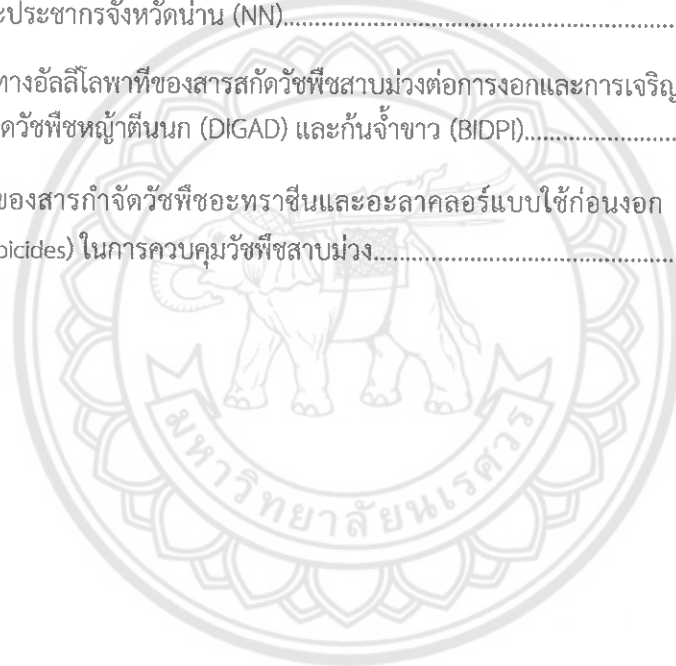 ะประชากรจังหวัดน่าน (NN)..........................................................................
ทางอัลลีโลพาทีของสารสกัดวัชพืชสาบม่วงต่อการงอกและการเจริญ
ดวัชพืชหญ้าตีนนก (DIGAD) และก้นจ้ำขาว (BIDPI).............................
ของสารกำจัดวัชพืชอะทราซีนและอะลาคลอร์แบบใช้ก่อนงอก
bicides) ในการควบคุมวัชพืชสาบม่วง.........................................................
มหาวิทยาลัยนเรศวร